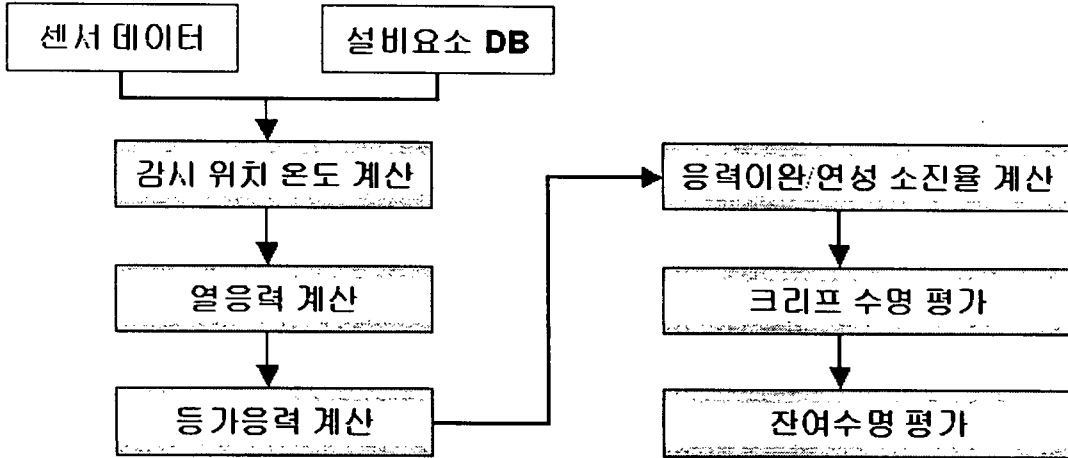 센서 데이터
설비요소 DB
감시 위치 온도 계산
열응력 계산
등가응력 계산
응력이완/연성 소진율 계산
크리프 수명 평가
잔여수명 평가